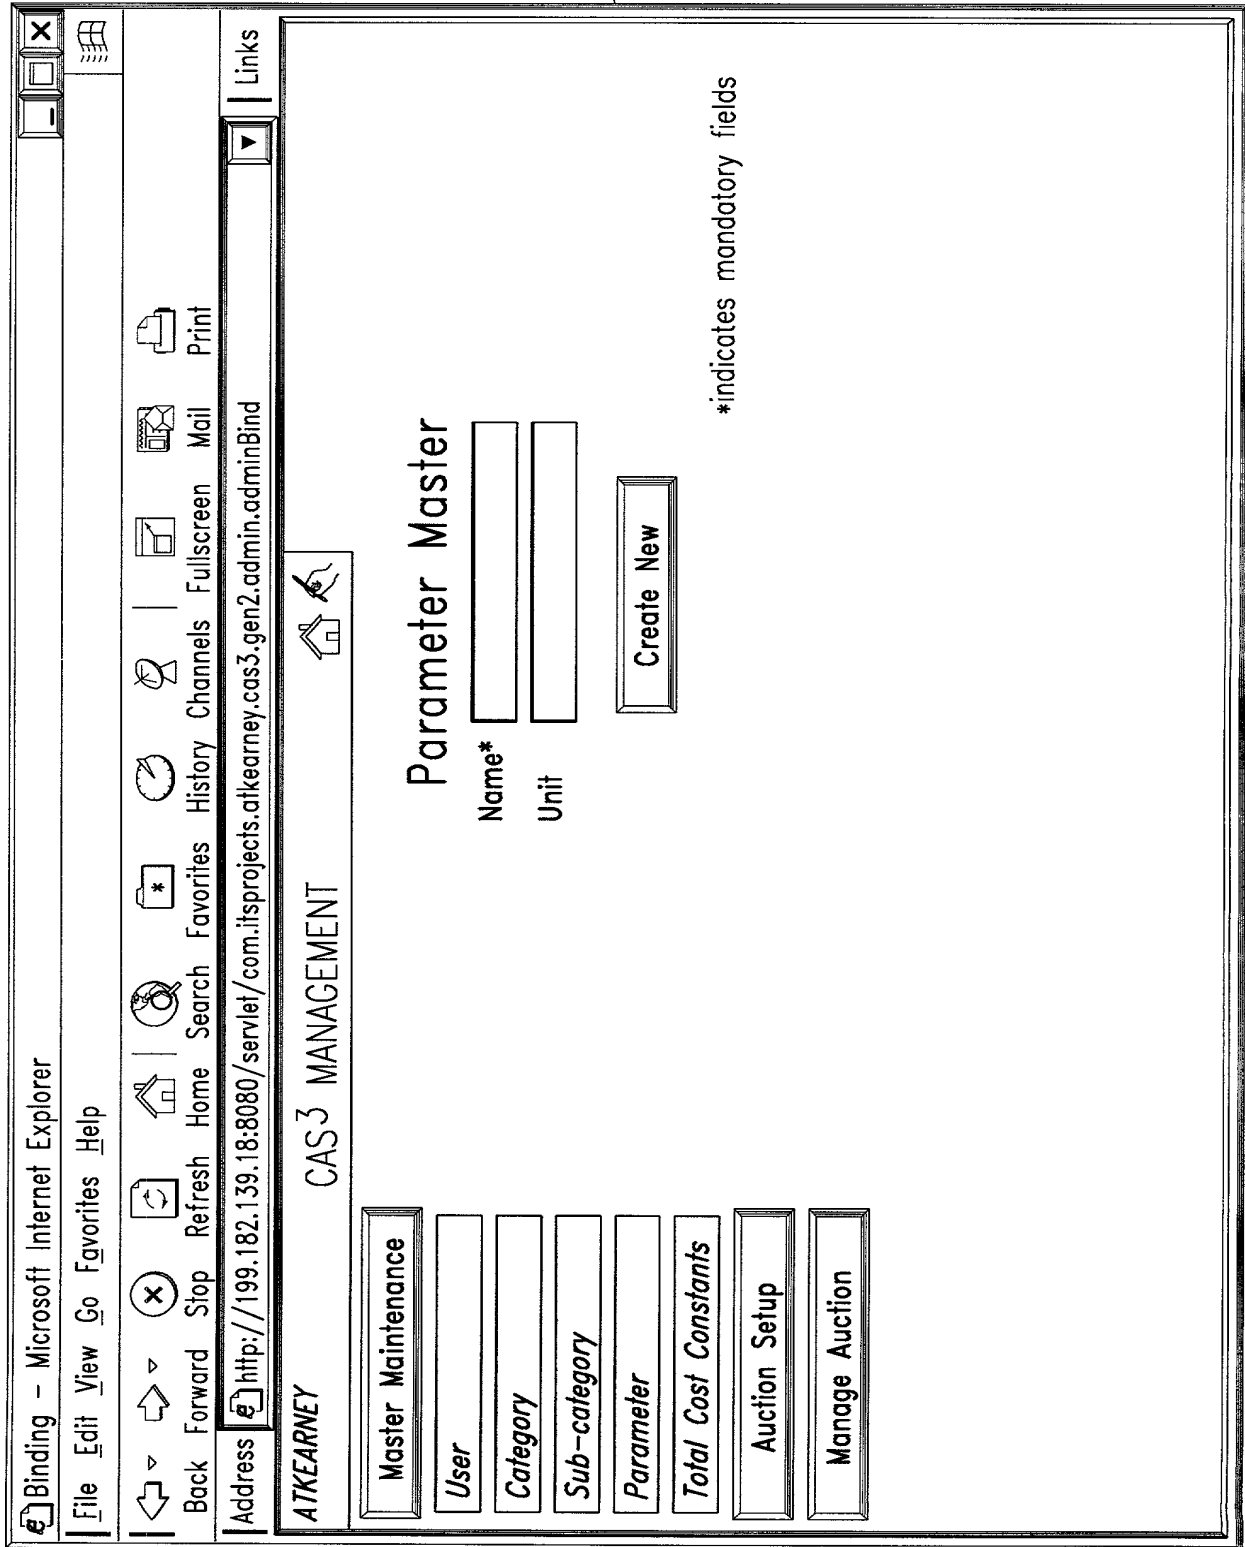 Binding – Microsoft Internet Explorer
File Edit View Go Favorites Help
Back Forward Stop Refresh Home Search Favorites History Channels Fullscreen Mail Print
Address http://199.182.139.18:8080/servlet/com.itsprojects.atkearney.cas3.gen2.admin.adminBind Links
ATKEARNEY CAS3 MANAGEMENT
Master Maintenance
User
Category
Sub-category
Parameter
Total Cost Constants
Auction Setup
Manage Auction
Parameter Master
Name*
Unit
Create New
*indicates mandatory fields